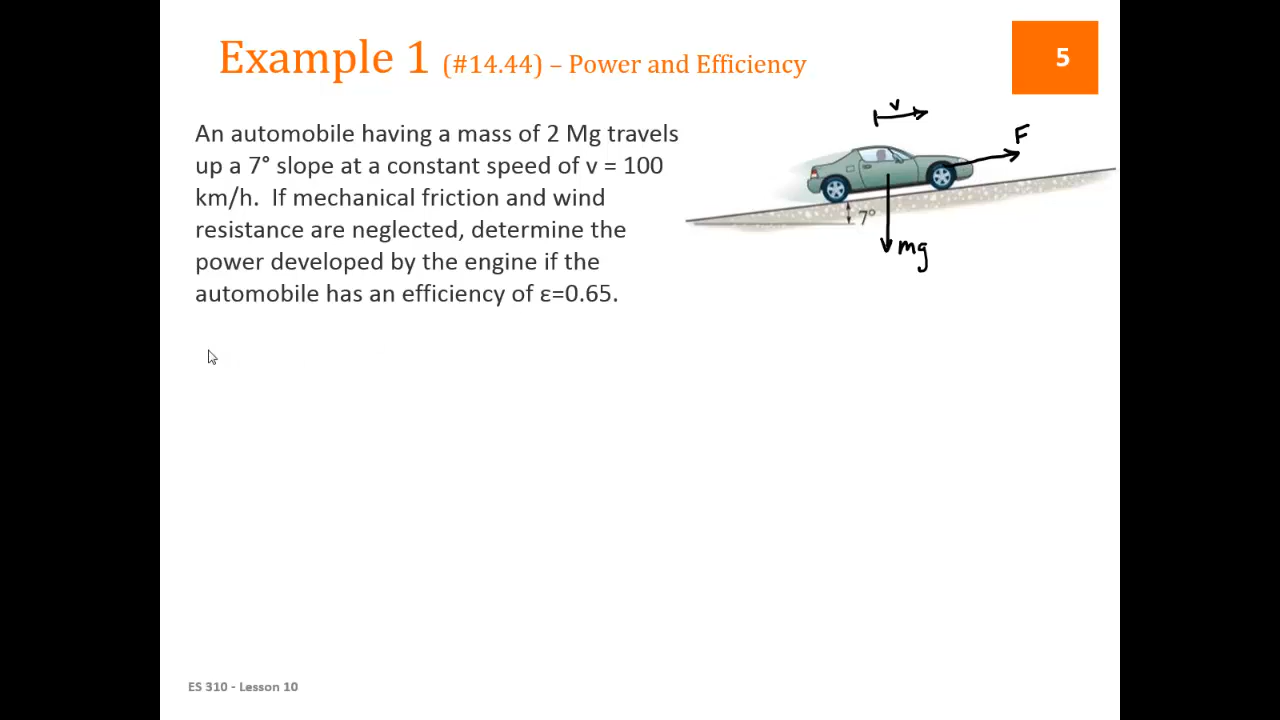 Example 1 (#14.44) – Power and Efficiency
5
An automobile having a mass of 2 Mg travels
up a 7° slope at a constant speed of v = 100
km/h.  If mechanical friction and wind
resistance are neglected, determine the
power developed by the engine if the
automobile has an efficiency of ε=0.65.
v
F
7°
mg
ES 310 - Lesson 10